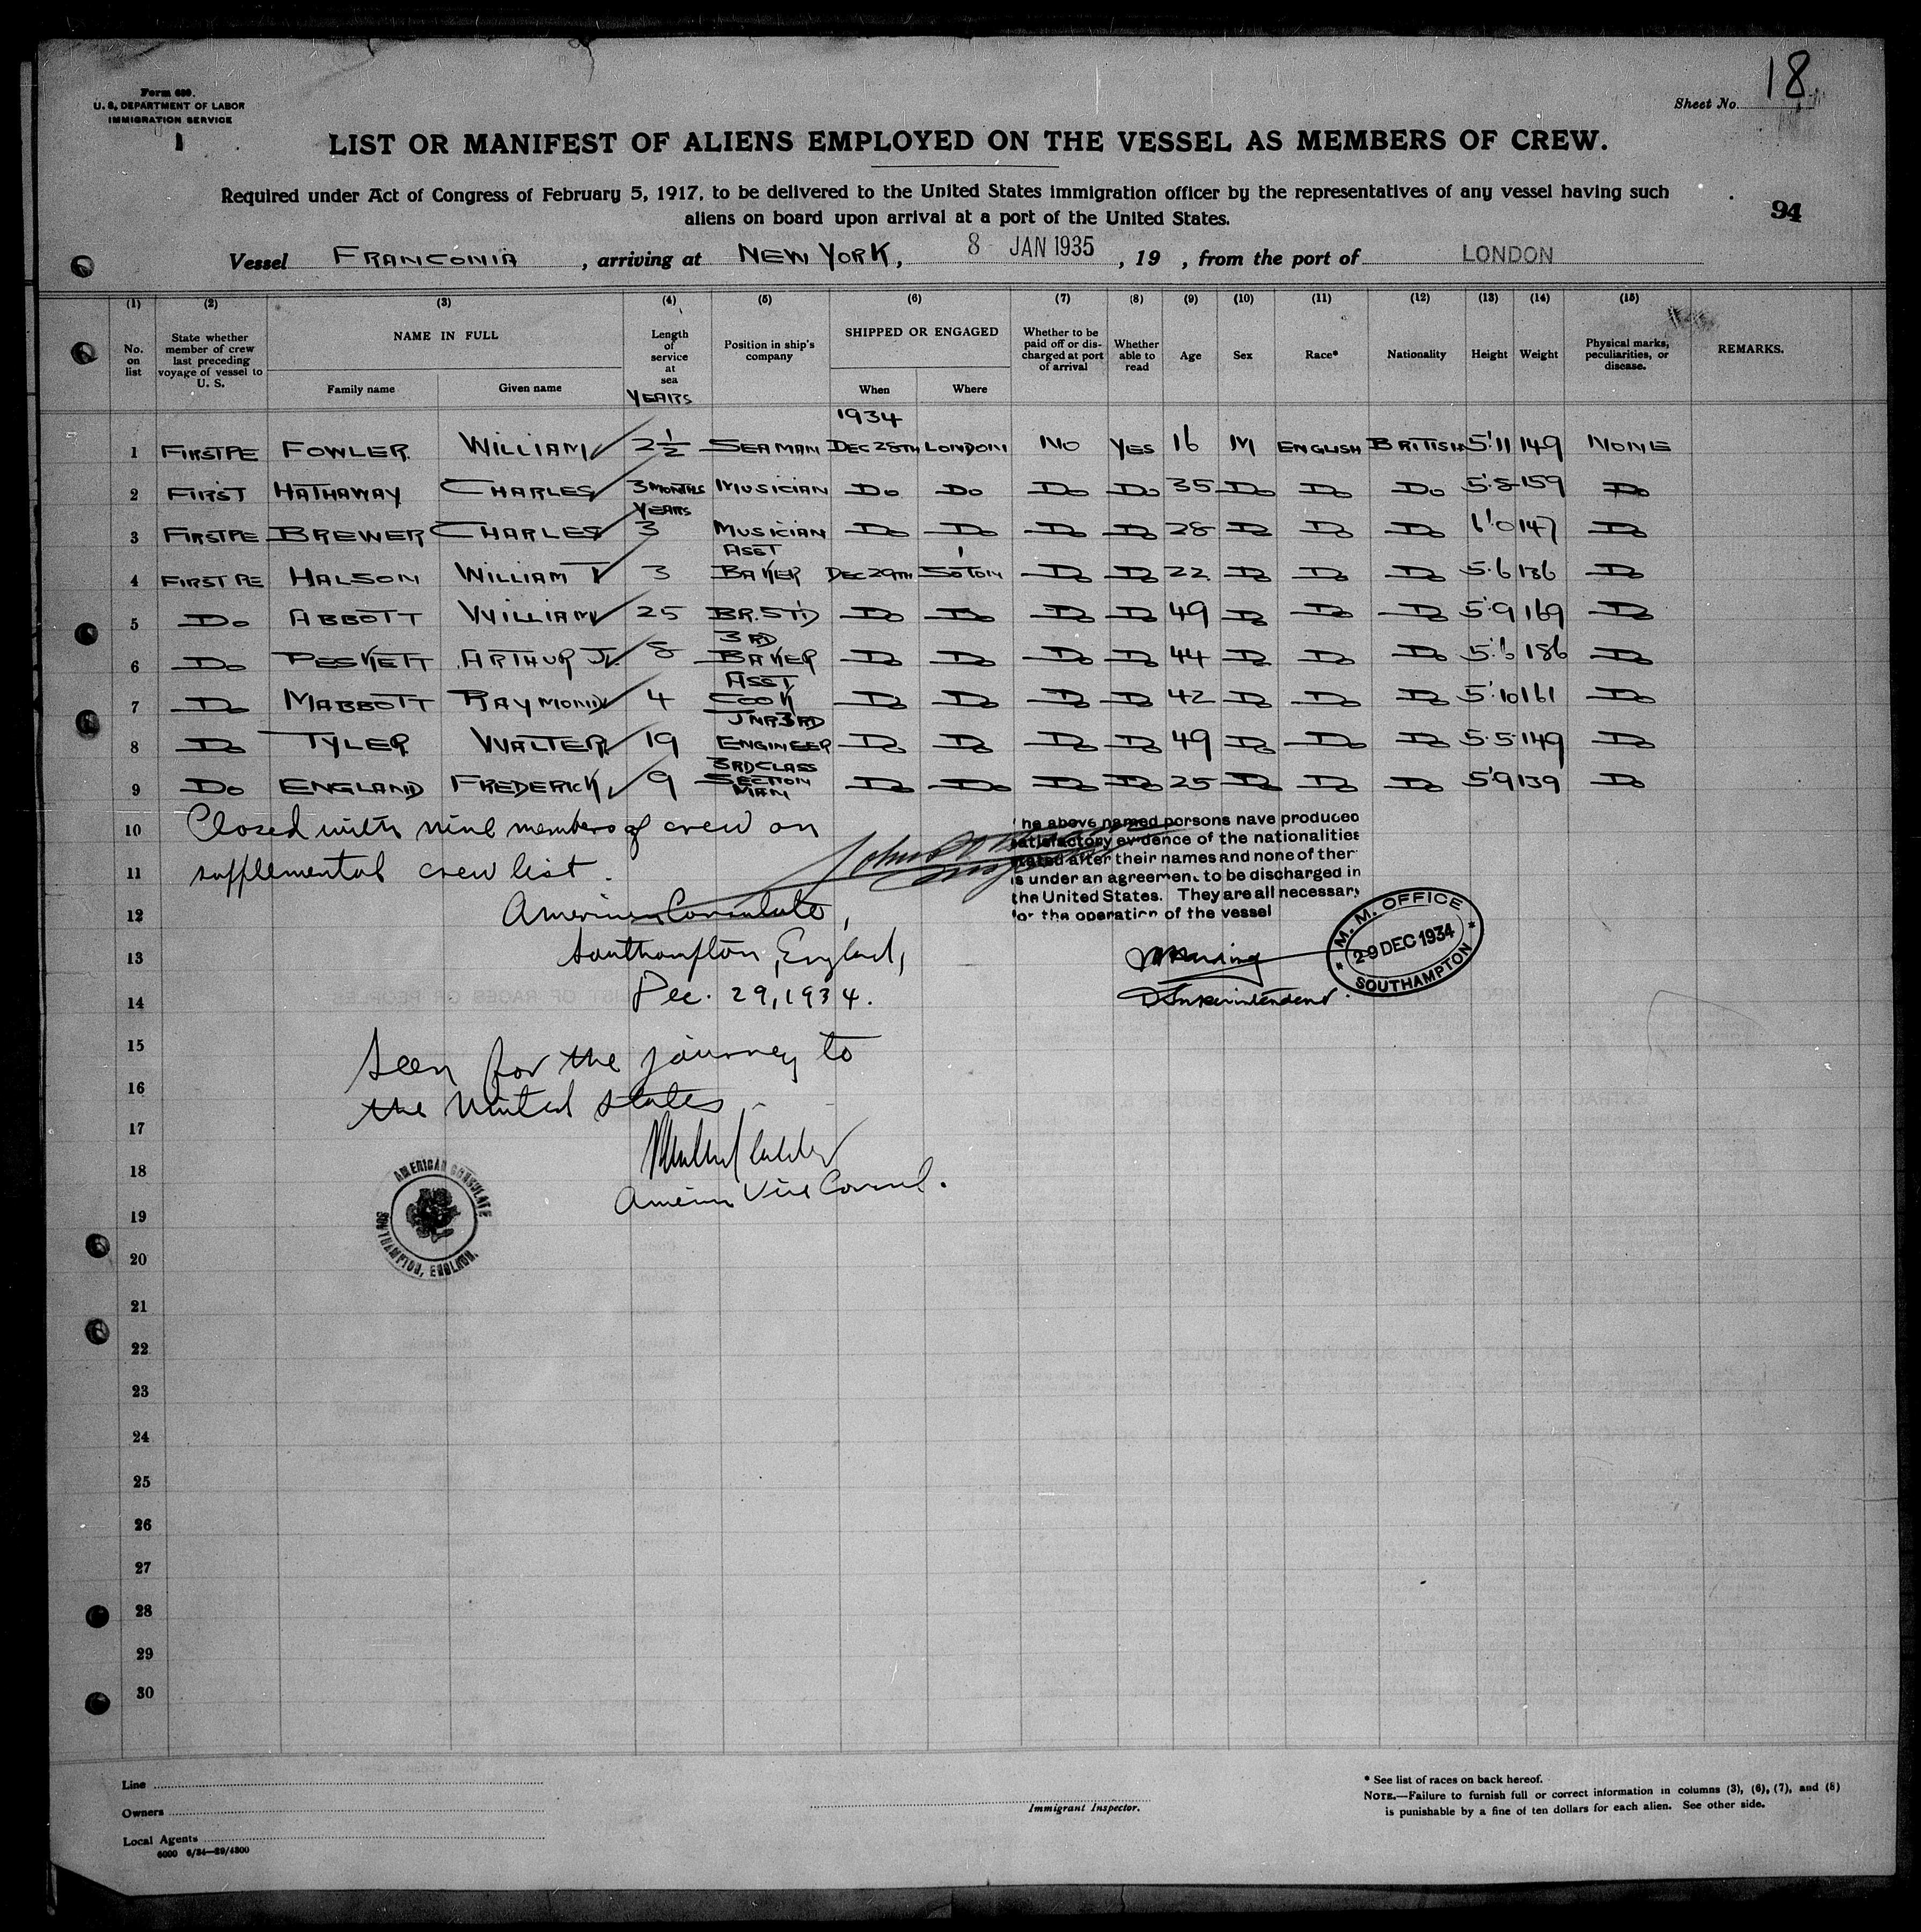 Form 689.
U. S. DEPARTMENT OF LABOR
IMMIGRATION SERVICE
Sheet No. 18
LIST OR MANIFEST OF ALIENS EMPLOYED ON THE VESSEL AS MEMBERS OF CREW.
Required under Act of Congress of February 5, 1917, to be delivered to the United States immigration officer by the representatives of any vessel having such
aliens on board upon arrival at a port of the United States.
94
Vessel FRANCONIA, arriving at NEW YORK, 8 JAN 1935, 19 , from the port of LONDON
(1) (2) (3) (4) (5) (6) (7) (8) (9) (10) (11) (12) (13) (14) (15)
No. on list State whether member of crew last preceding voyage of vessel to U. S. NAME IN FULL Family name Given name Length of service at sea YEARS Position in ship's company SHIPPED OR ENGAGED When Where Whether to be paid off or discharged at port of arrival Whether able to read Age Sex Race* Nationality Height Weight Physical marks, peculiarities, or disease. REMARKS.
1934
1 FIRSTPE FOWLER WILLIAM 2 1/2 SEAMAN DEC 28TH LONDON NO YES 16 M ENGLISH BRITISH 5'11 149 NONE
2 FIRST HATHAWAY CHARLES 3 MONTHS MUSICIAN DO DO DO DO 35 DO DO DO 5'8 159 DO
3 FIRSTPE BREWER CHARLES YEARS 3 MUSICIAN DO DO DO DO 28 DO DO DO 6'0 147 DO
4 FIRST PE HALSON WILLIAM T 3 ASST BAKER DEC 29TH SO'TON DO DO 22 DO DO DO 5'6 136 DO
5 DO ABBOTT WILLIAM 25 BR. ST'D DO DO DO DO 49 DO DO DO 5'9 169 DO
6 DO PESKETT ARTHUR J. 8 3RD BAKER DO DO DO DO 44 DO DO DO 5'6 186 DO
7 DO MABBOTT RAYMOND 4 ASST COOK DO DO DO DO 42 DO DO DO 5'10 161 DO
8 DO TYLER WALTER 19 JNR 3RD ENGINEER DO DO DO DO 49 DO DO DO 5.5 149 DO
9 DO ENGLAND FREDERICK 9 3RD CLASS SECTION MAN DO DO DO DO 25 DO DO DO 5'9 139 DO
10 Closed with nine members of crew on
11 supplemental crew list.
he above named persons have produced
satisfactory evidence of the nationalities
stated after their names and none of ther
is under an agreement to be discharged in
the United States. They are all necessary
for the operation of the vessel
12 American Consulate,
13 Southampton, England,
14 Dec. 29, 1934.
M. M. OFFICE
29 DEC 1934
SOUTHAMPTON
D/Superintendent.
15 Seen for the journey to
16 the United States
17
18 American Vice Consul.
AMERICAN CONSULATE
SOUTHAMPTON, ENGLAND.
19
20
21
22
23
24
25
26
27
28
29
30
Line
Owners
Local Agents
6000 6/34—29/4300
Immigrant Inspector.
* See list of races on back hereof.
NOTE.—Failure to furnish full or correct information in columns (3), (6), (7), and (8)
is punishable by a fine of ten dollars for each alien. See other side.